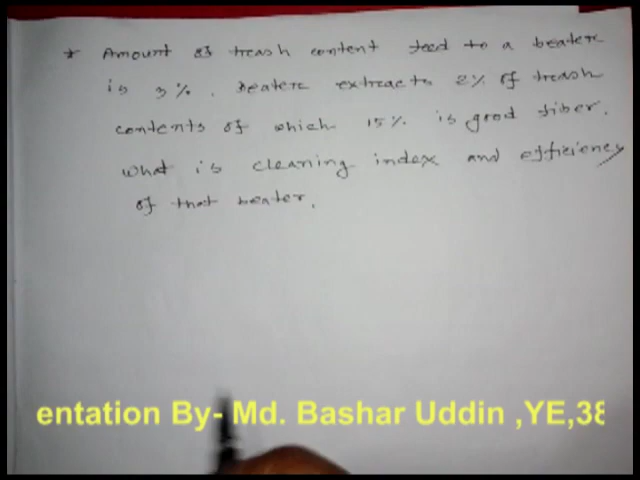 * Amount of trash content feed to a beater
is 3%. beater extracts 2% of trash
contents of which 15% is good fiber.
what is cleaning index and efficiency
of that beater.
entation By- Md. Bashar Uddin ,YE,38